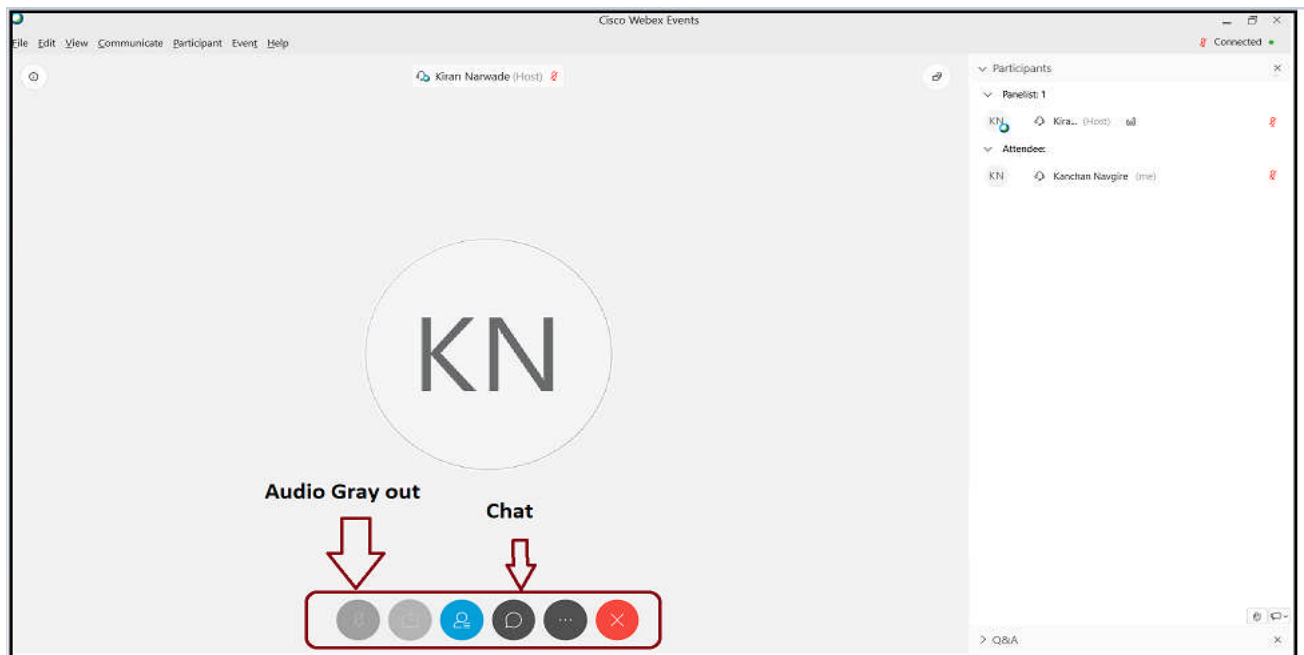 Cisco Webex Events
File Edit View Communicate Participant Event Help
Connected
Kiran Narwade (Host)
Participants
Panelist: 1
KN Kira... (Host)
Attendee:
KN Kanchan Navgire (me)
KN
Audio Gray out
Chat
Q&A